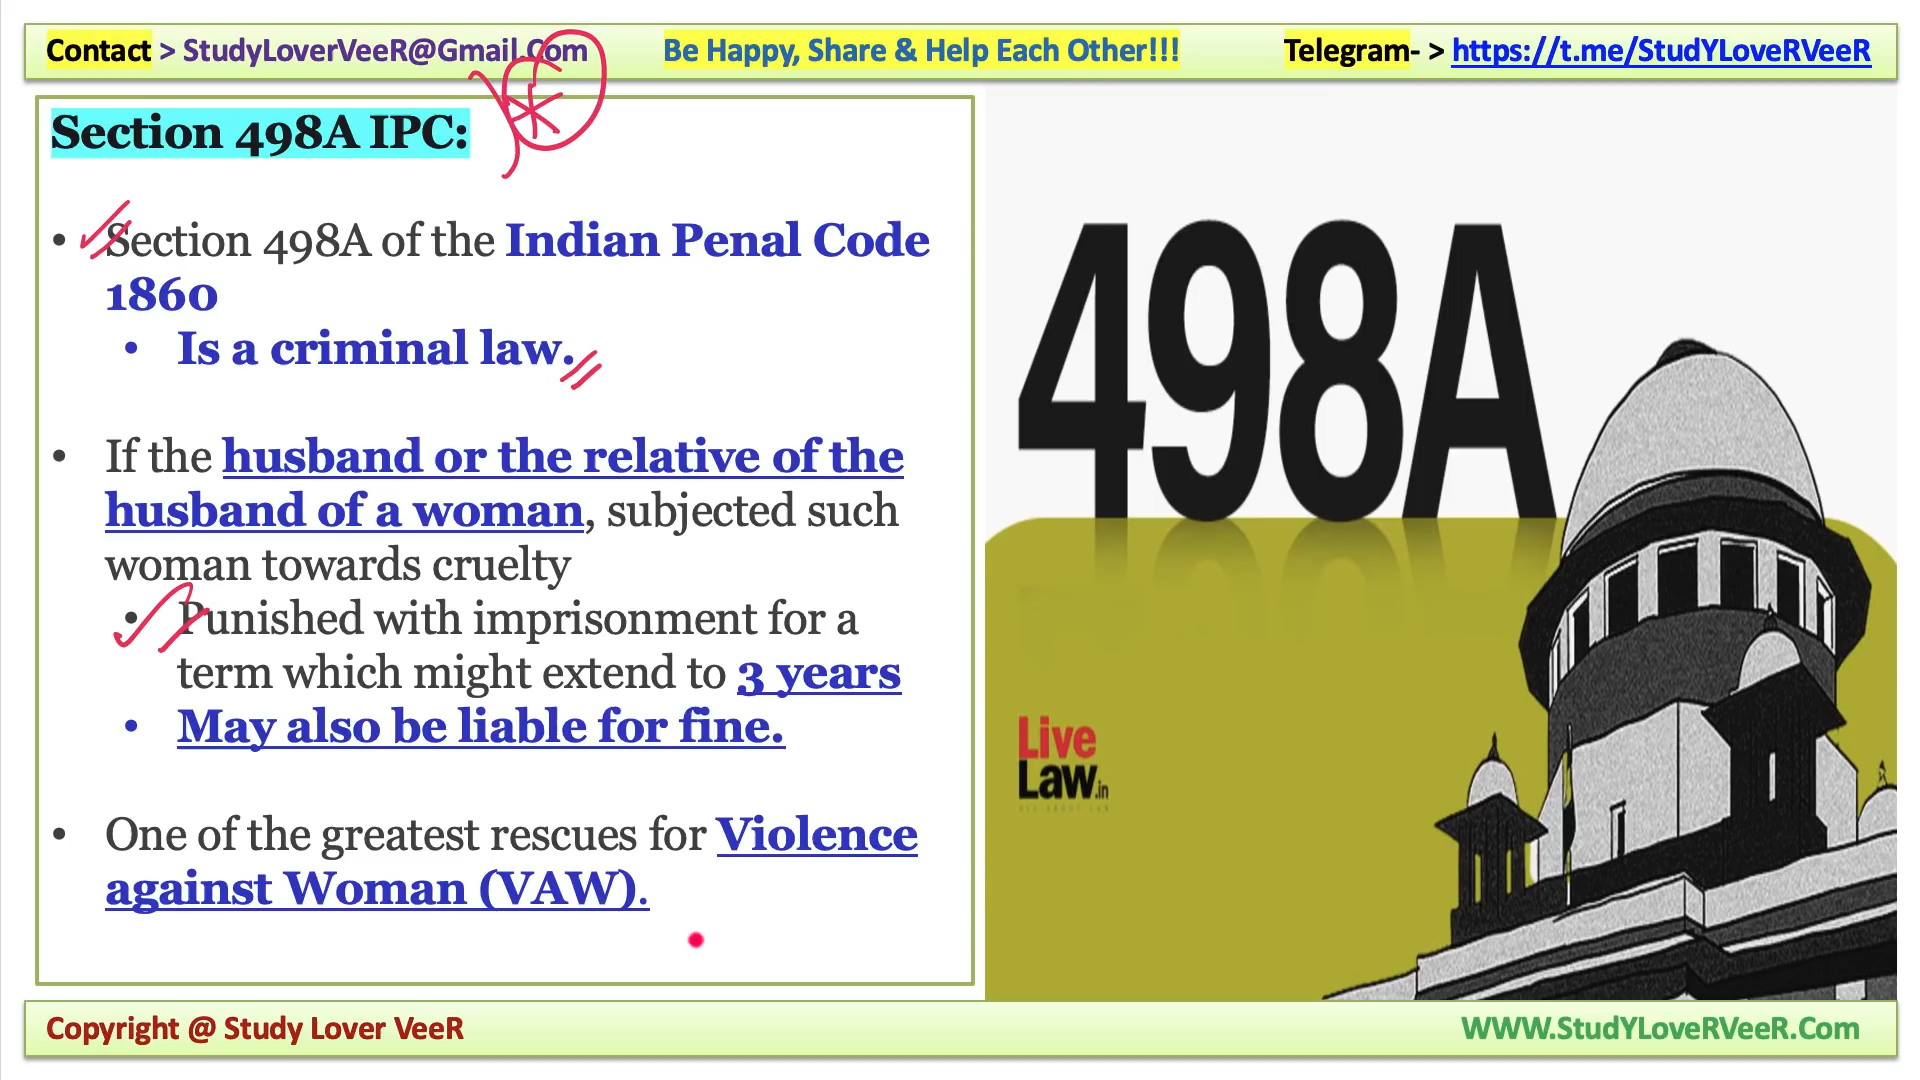 Contact > StudyLoverVeeR@Gmail.Com Be Happy, Share & Help Each Other!!! Telegram- > https://t.me/StudYLoveRVeeR
Section 498A IPC:
• Section 498A of the Indian Penal Code
1860
• Is a criminal law.
• If the husband or the relative of the
husband of a woman, subjected such
woman towards cruelty
• Punished with imprisonment for a
term which might extend to 3 years
• May also be liable for fine.
• One of the greatest rescues for Violence
against Woman (VAW).
498A
Live
Law.in
ALL ABOUT LAW
Copyright @ Study Lover VeeR WWW.StudYLoveRVeeR.Com